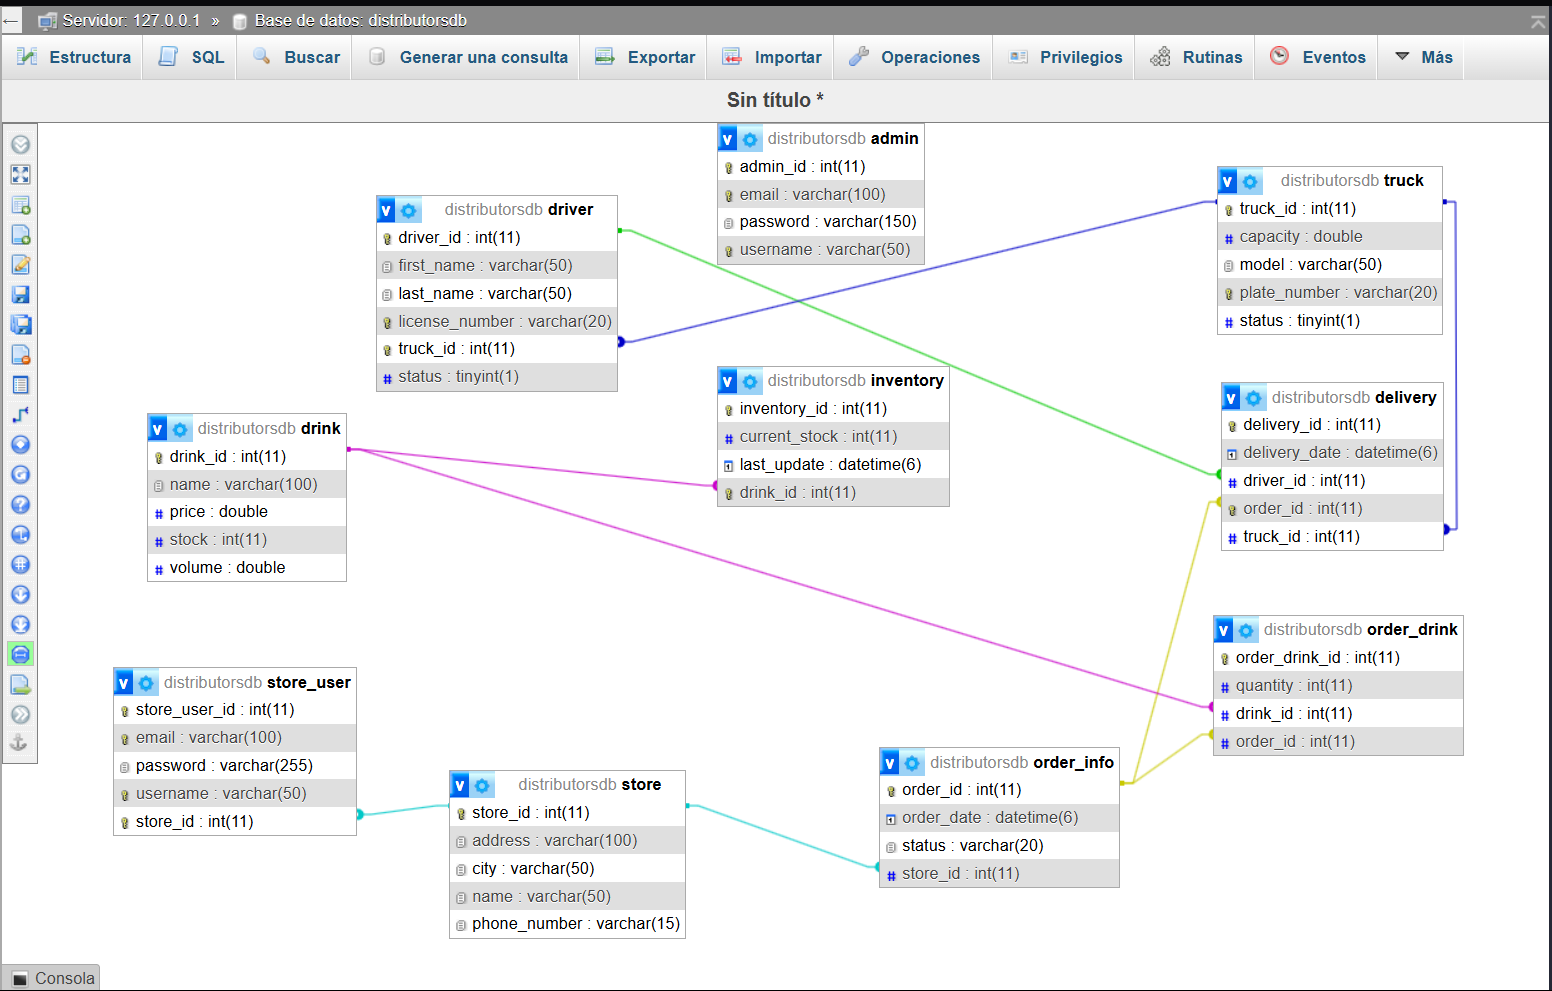 Servidor: 127.0.0.1 » Base de datos: distributorsdb
Estructura SQL Buscar Generar una consulta Exportar Importar Operaciones Privilegios Rutinas Eventos Más
Sin título *
v distributorsdb admin
admin_id : int(11)
email : varchar(100)
password : varchar(150)
username : varchar(50)
v distributorsdb truck
truck_id : int(11)
capacity : double
model : varchar(50)
plate_number : varchar(20)
status : tinyint(1)
v distributorsdb driver
driver_id : int(11)
first_name : varchar(50)
last_name : varchar(50)
license_number : varchar(20)
truck_id : int(11)
status : tinyint(1)
v distributorsdb inventory
inventory_id : int(11)
current_stock : int(11)
last_update : datetime(6)
drink_id : int(11)
v distributorsdb delivery
delivery_id : int(11)
delivery_date : datetime(6)
driver_id : int(11)
order_id : int(11)
truck_id : int(11)
v distributorsdb drink
drink_id : int(11)
name : varchar(100)
price : double
stock : int(11)
volume : double
v distributorsdb order_drink
order_drink_id : int(11)
quantity : int(11)
drink_id : int(11)
order_id : int(11)
v distributorsdb store_user
store_user_id : int(11)
email : varchar(100)
password : varchar(255)
username : varchar(50)
store_id : int(11)
v distributorsdb store
store_id : int(11)
address : varchar(100)
city : varchar(50)
name : varchar(50)
phone_number : varchar(15)
v distributorsdb order_info
order_id : int(11)
order_date : datetime(6)
status : varchar(20)
store_id : int(11)
Consola